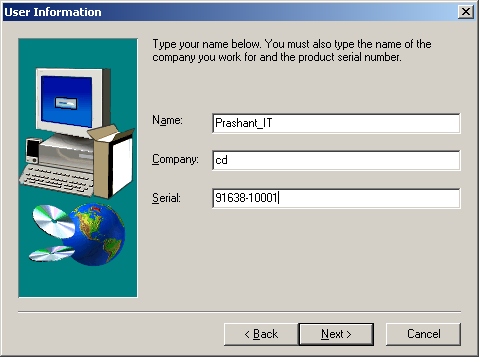 User Information
Type your name below. You must also type the name of the
company you work for and the product serial number.
Name: Prashant_IT
Company: cd
Serial: 91638-10001
< Back Next > Cancel